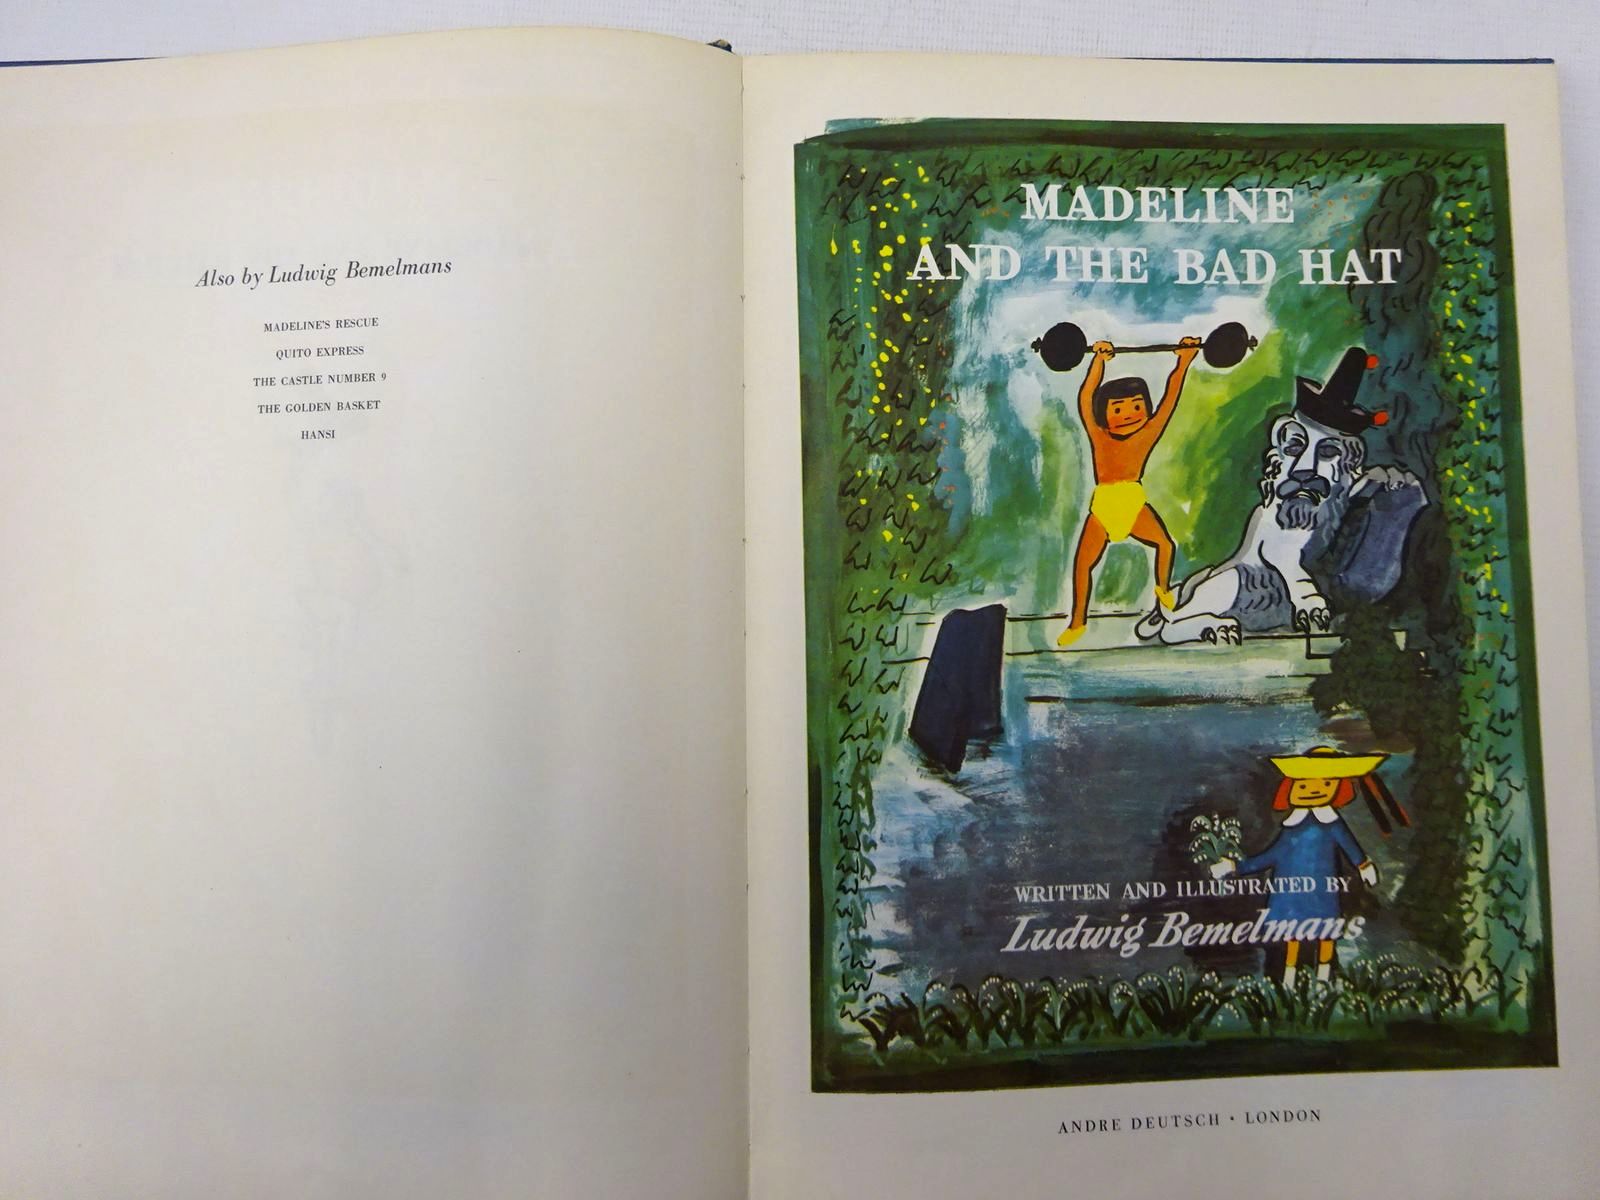 Also by Ludwig Bemelmans
MADELINE'S RESCUE
QUITO EXPRESS
THE CASTLE NUMBER 9
THE GOLDEN BASKET
HANSI
MADELINE
AND THE BAD HAT
WRITTEN AND ILLUSTRATED BY
Ludwig Bemelmans
ANDRE DEUTSCH • LONDON